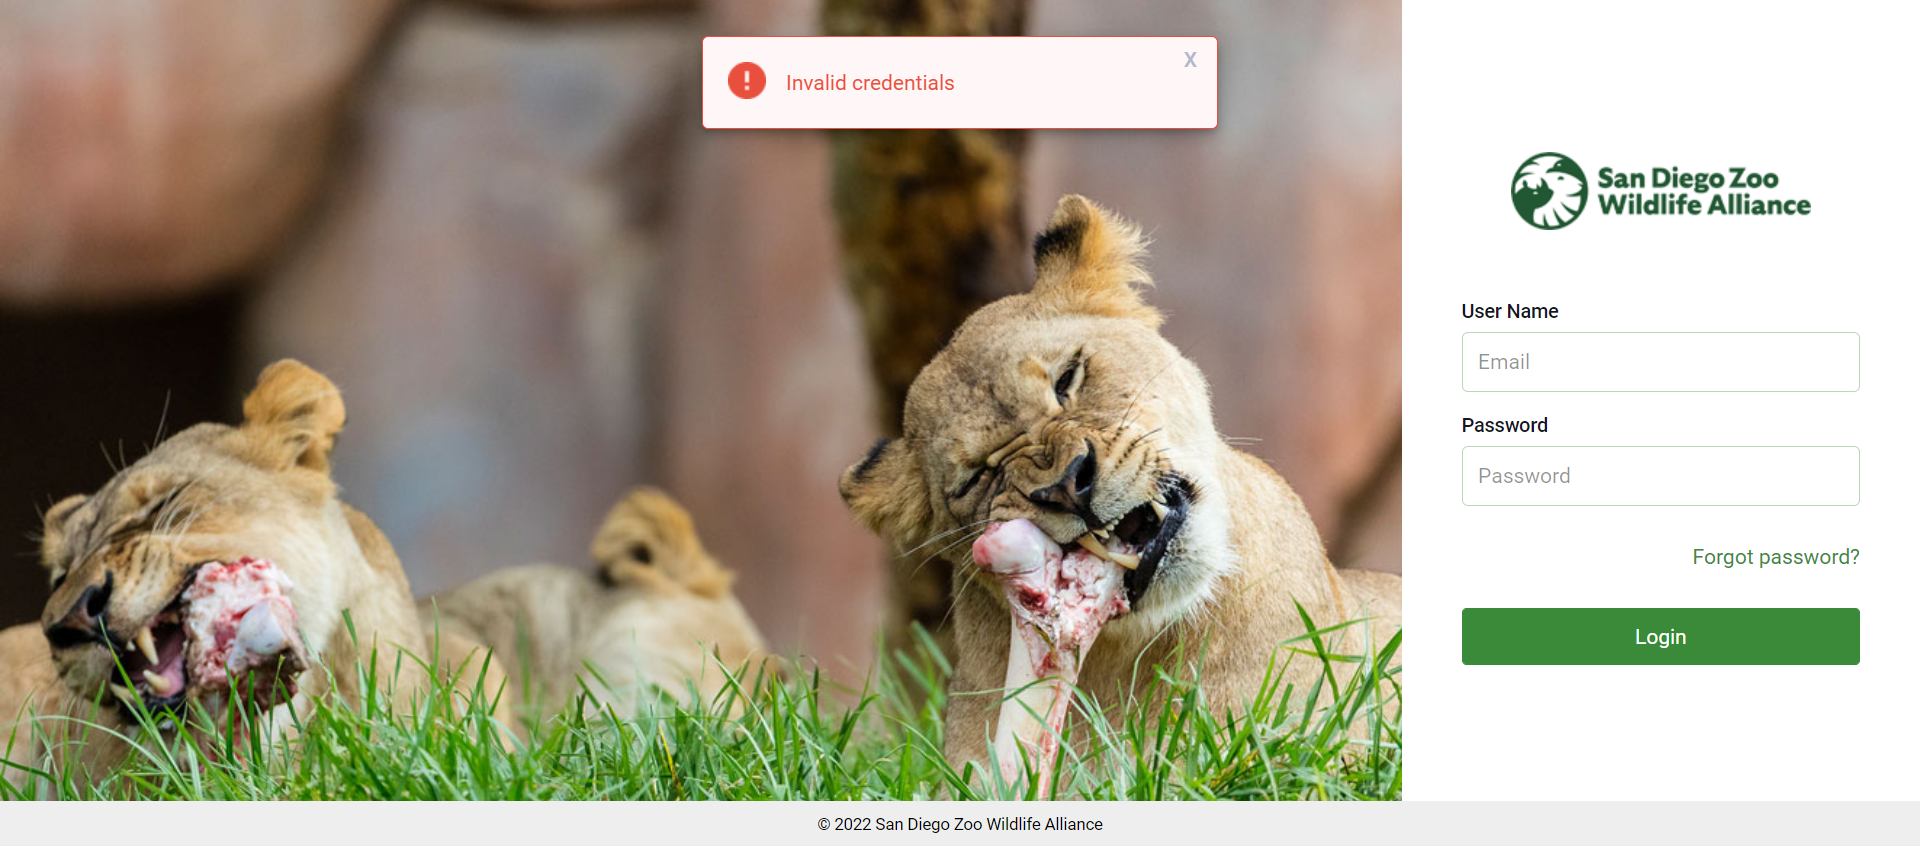 Invalid credentials
X
San Diego Zoo
Wildlife Alliance
User Name
Email
Password
Password
Forgot password?
Login
© 2022 San Diego Zoo Wildlife Alliance